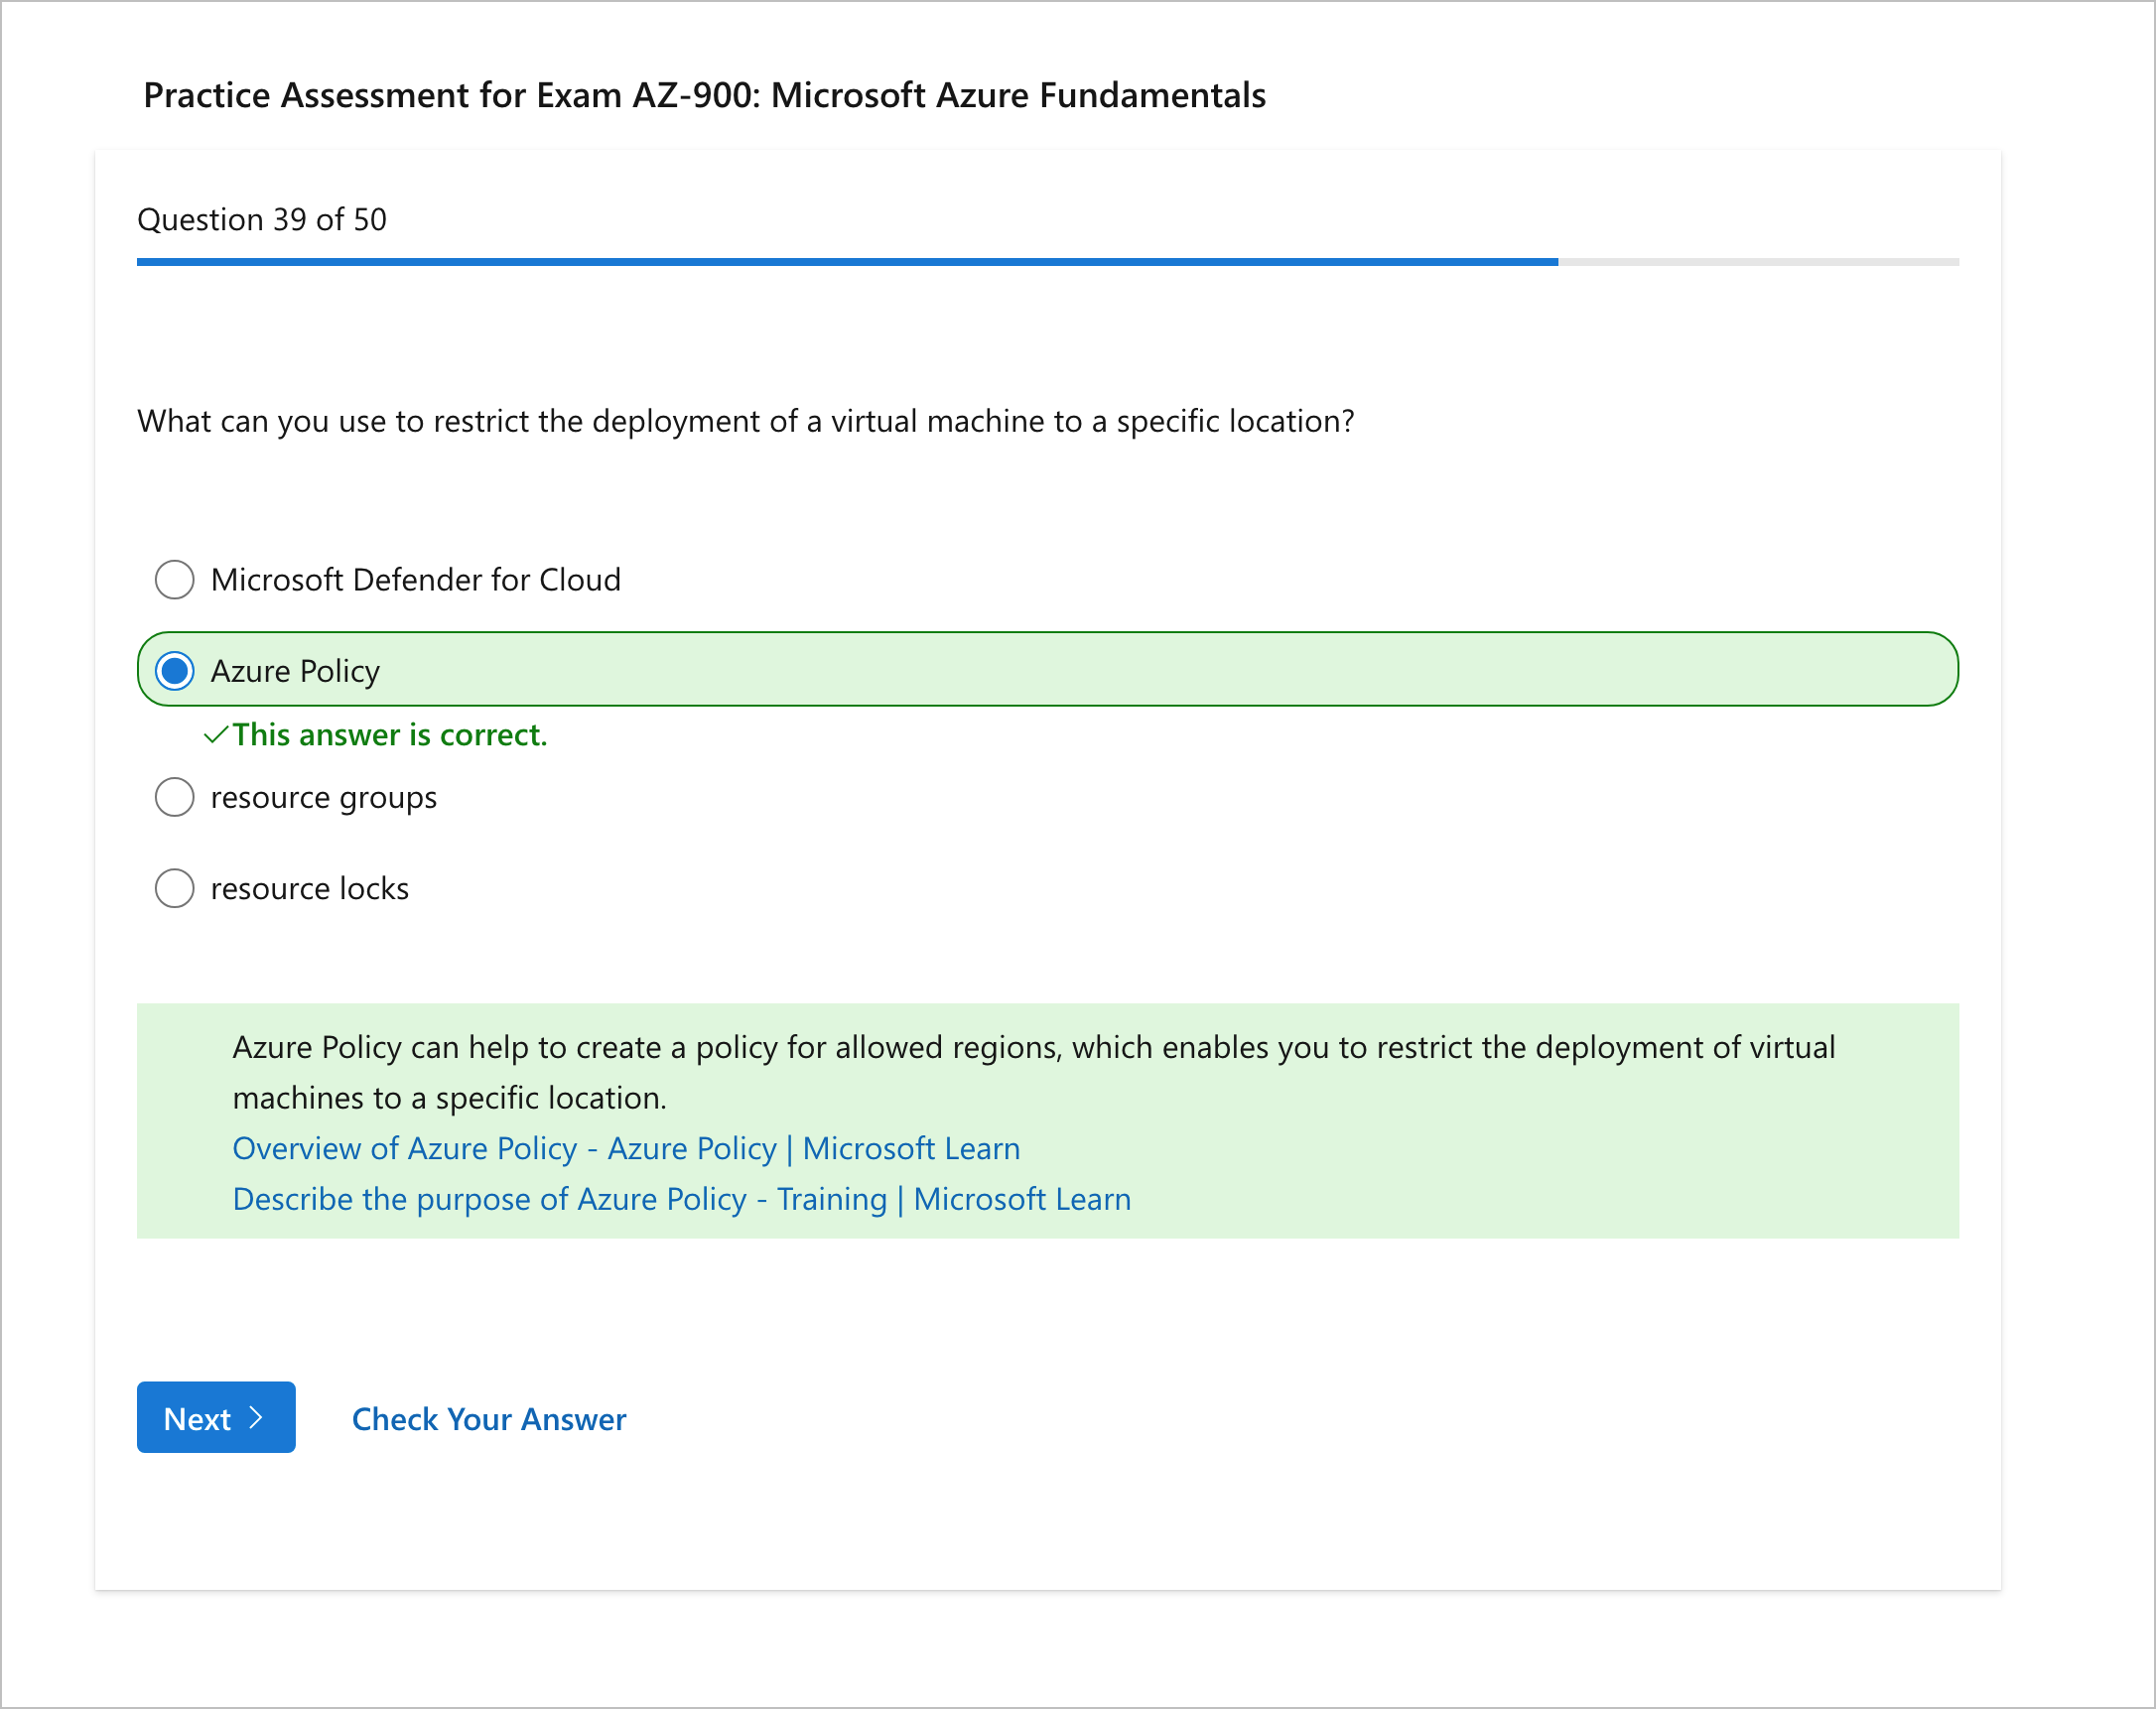 Practice Assessment for Exam AZ-900: Microsoft Azure Fundamentals
Question 39 of 50
What can you use to restrict the deployment of a virtual machine to a specific location?
Microsoft Defender for Cloud
Azure Policy
This answer is correct.
resource groups
resource locks
Azure Policy can help to create a policy for allowed regions, which enables you to restrict the deployment of virtual
machines to a specific location.
Overview of Azure Policy - Azure Policy | Microsoft Learn
Describe the purpose of Azure Policy - Training | Microsoft Learn
Next
Check Your Answer